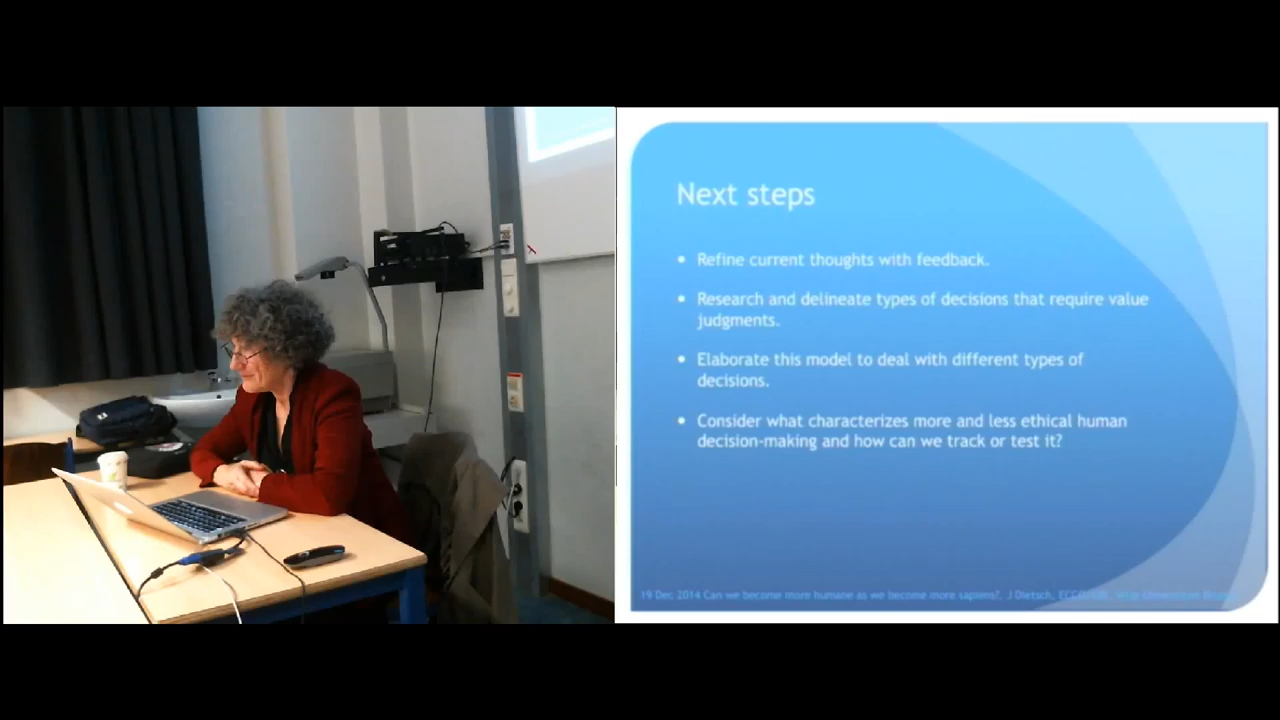 Next steps
• Refine current thoughts with feedback.
• Research and delineate types of decisions that require value
judgments.
• Elaborate this model to deal with different types of
decisions.
• Consider what characterizes more and less ethical human
decision-making and how can we track or test it?
19 Dec 2014 Can we become more humane as we become more sapiens?, J Dietsch,